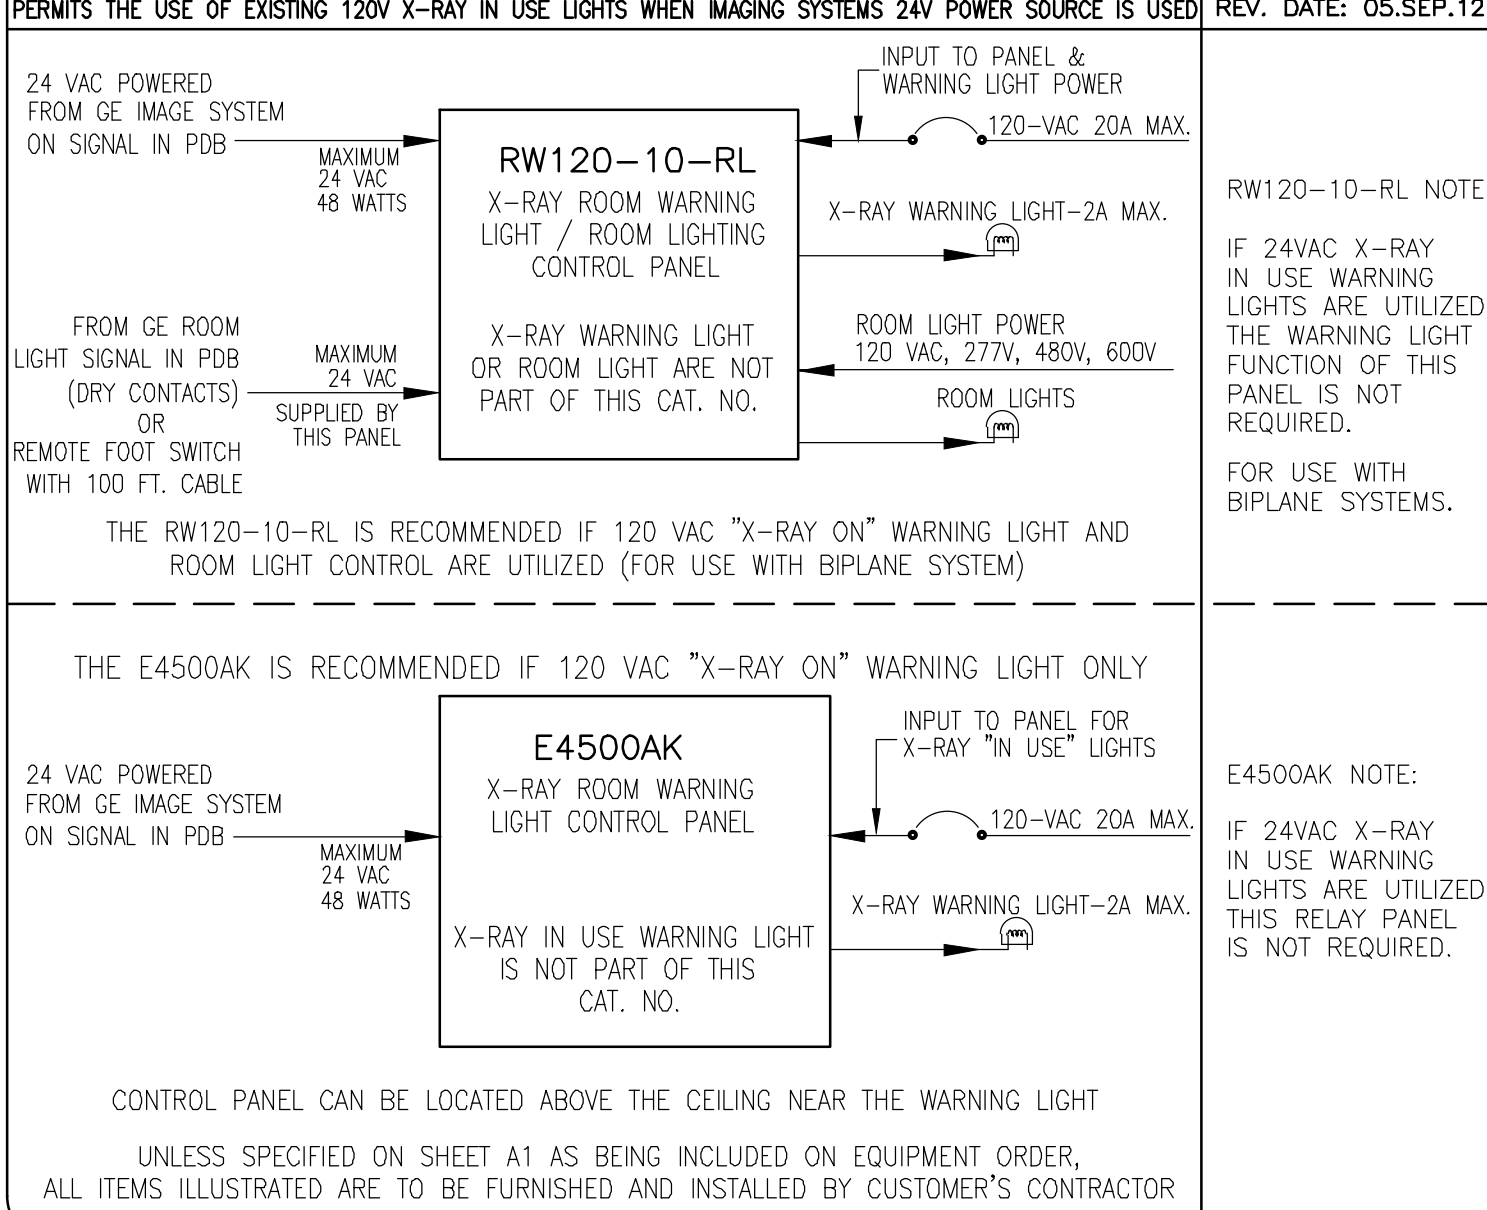 PERMITS THE USE OF EXISTING 120V X-RAY IN USE LIGHTS WHEN IMAGING SYSTEMS 24V POWER SOURCE IS USED
REV. DATE: 05.SEP.12
24 VAC POWERED
FROM GE IMAGE SYSTEM
ON SIGNAL IN PDB
MAXIMUM
24 VAC
48 WATTS
FROM GE ROOM
LIGHT SIGNAL IN PDB
(DRY CONTACTS)
OR
REMOTE FOOT SWITCH
WITH 100 FT. CABLE
MAXIMUM
24 VAC
SUPPLIED BY
THIS PANEL
RW120-10-RL
X-RAY ROOM WARNING
LIGHT / ROOM LIGHTING
CONTROL PANEL
X-RAY WARNING LIGHT
OR ROOM LIGHT ARE NOT
PART OF THIS CAT. NO.
INPUT TO PANEL &
WARNING LIGHT POWER
120-VAC 20A MAX.
X-RAY WARNING LIGHT-2A MAX.
ROOM LIGHT POWER
120 VAC, 277V, 480V, 600V
ROOM LIGHTS
THE RW120-10-RL IS RECOMMENDED IF 120 VAC "X-RAY ON" WARNING LIGHT AND
ROOM LIGHT CONTROL ARE UTILIZED (FOR USE WITH BIPLANE SYSTEM)
RW120-10-RL NOTE
IF 24VAC X-RAY
IN USE WARNING
LIGHTS ARE UTILIZED
THE WARNING LIGHT
FUNCTION OF THIS
PANEL IS NOT
REQUIRED.
FOR USE WITH
BIPLANE SYSTEMS.
THE E4500AK IS RECOMMENDED IF 120 VAC "X-RAY ON" WARNING LIGHT ONLY
24 VAC POWERED
FROM GE IMAGE SYSTEM
ON SIGNAL IN PDB
MAXIMUM
24 VAC
48 WATTS
E4500AK
X-RAY ROOM WARNING
LIGHT CONTROL PANEL
X-RAY IN USE WARNING LIGHT
IS NOT PART OF THIS
CAT. NO.
INPUT TO PANEL FOR
X-RAY "IN USE" LIGHTS
120-VAC 20A MAX.
X-RAY WARNING LIGHT-2A MAX.
E4500AK NOTE:
IF 24VAC X-RAY
IN USE WARNING
LIGHTS ARE UTILIZED
THIS RELAY PANEL
IS NOT REQUIRED.
CONTROL PANEL CAN BE LOCATED ABOVE THE CEILING NEAR THE WARNING LIGHT
UNLESS SPECIFIED ON SHEET A1 AS BEING INCLUDED ON EQUIPMENT ORDER,
ALL ITEMS ILLUSTRATED ARE TO BE FURNISHED AND INSTALLED BY CUSTOMER'S CONTRACTOR